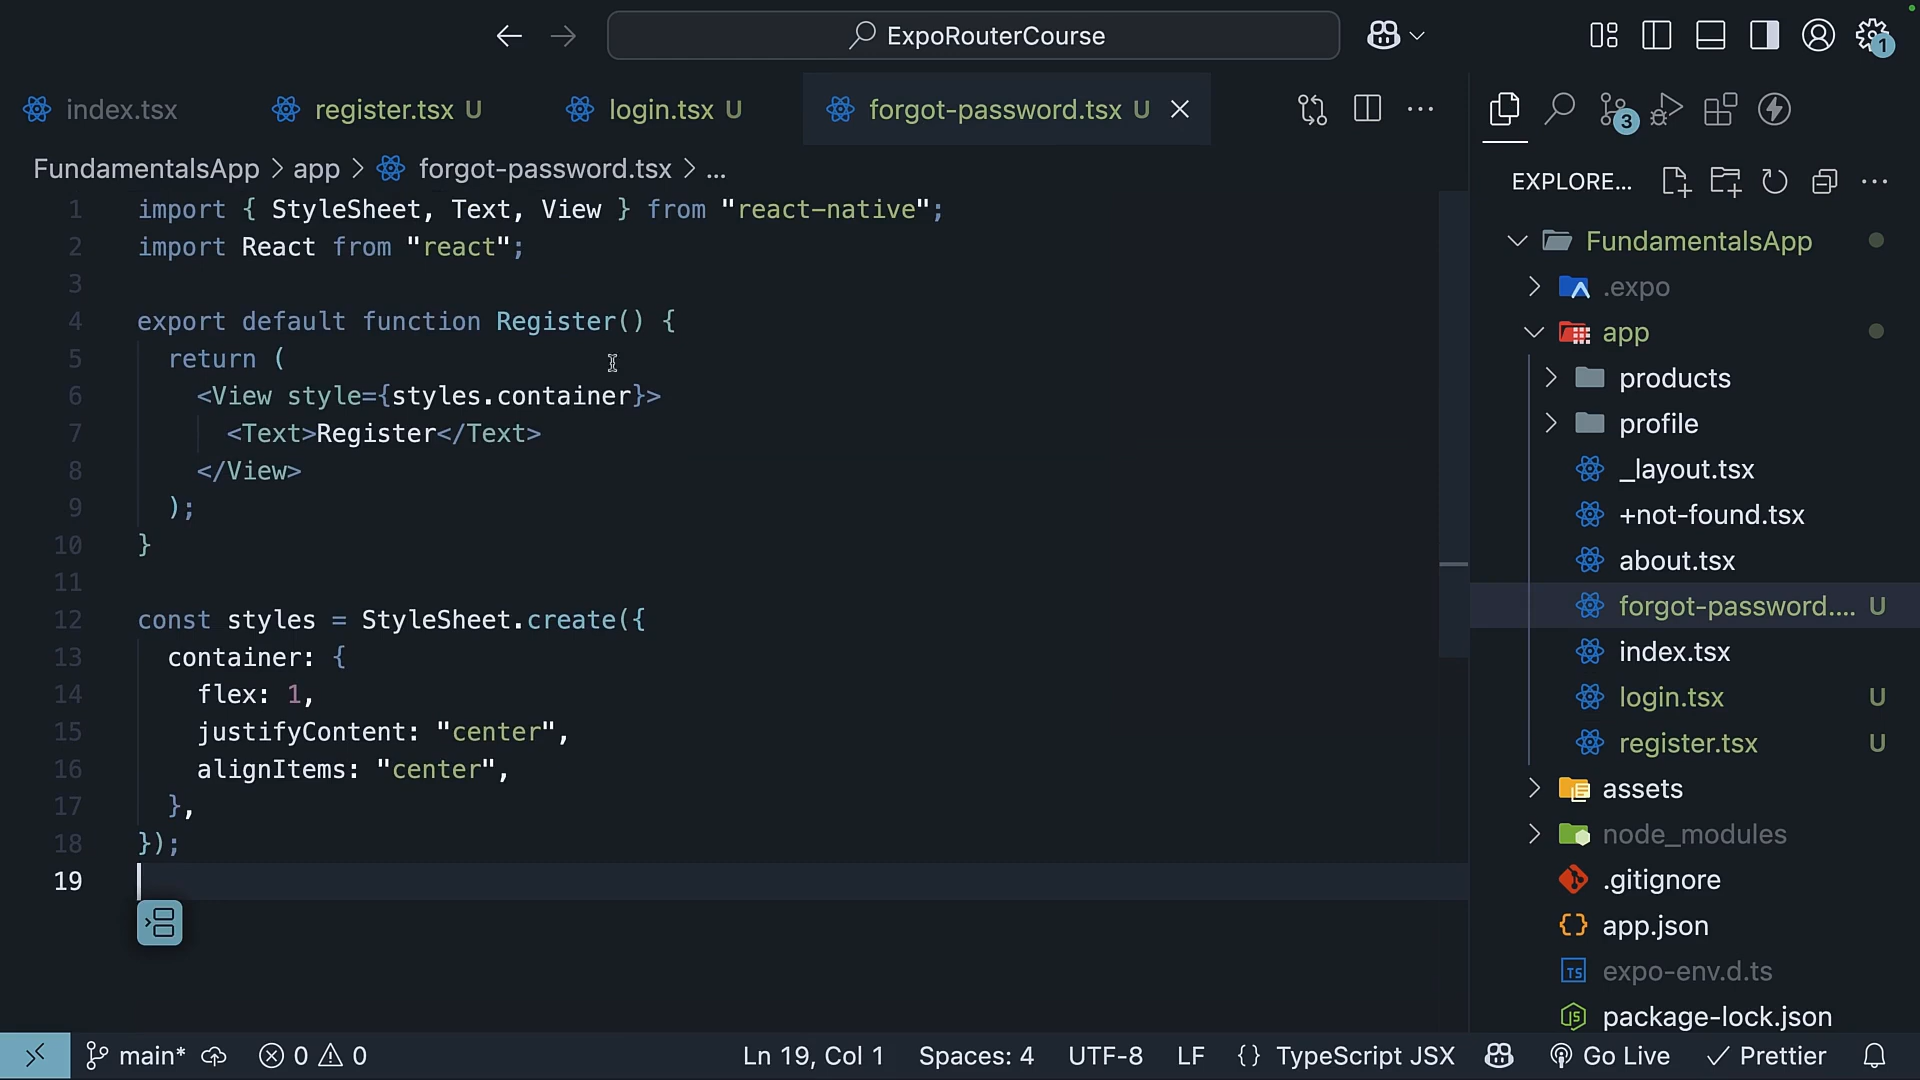 ExpoRouterCourse
1
index.tsx
register.tsx U
login.tsx U
forgot-password.tsx U
3
FundamentalsApp > app > forgot-password.tsx > ...
EXPLORE...
1 import { StyleSheet, Text, View } from "react-native";
2 import React from "react";
3
4 export default function Register() {
5 return (
6 <View style={styles.container}>
7 <Text>Register</Text>
8 </View>
9 );
10 }
11
12 const styles = StyleSheet.create({
13 container: {
14 flex: 1,
15 justifyContent: "center",
16 alignItems: "center",
17 },
18 });
19
FundamentalsApp
.expo
app
products
profile
_layout.tsx
+not-found.tsx
about.tsx
forgot-password.... U
index.tsx
login.tsx U
register.tsx U
assets
node_modules
.gitignore
app.json
TS expo-env.d.ts
package-lock.json
main* 0 0 Ln 19, Col 1 Spaces: 4 UTF-8 LF {} TypeScript JSX Go Live Prettier